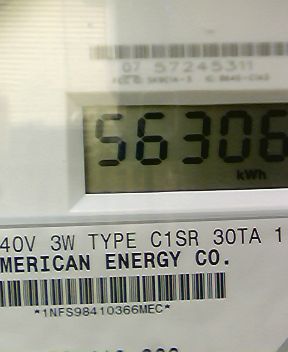 07 57245311
56306
kWh
40V 3W TYPE C1SR 30TA 1
MERICAN ENERGY CO.
*1NFS98410366MEC*